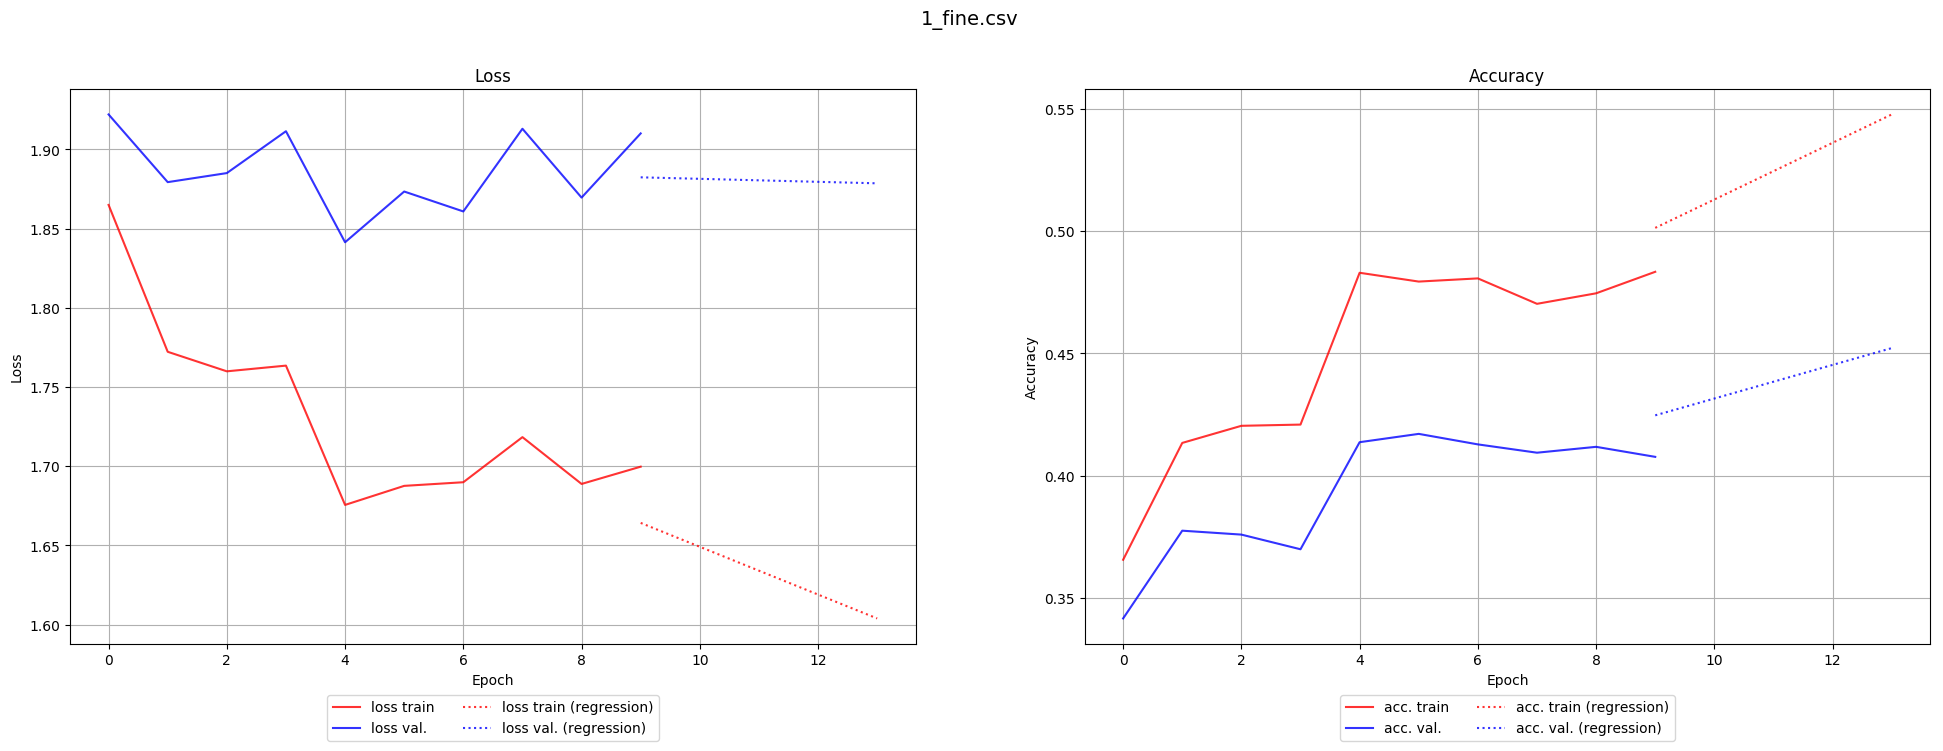 1_fine.csv
Loss
Loss
1.90
1.85
1.80
1.75
1.70
1.65
1.60
0 2 4 6 8 10 12
Epoch
loss train loss train (regression)
loss val. loss val. (regression)
Accuracy
Accuracy
0.55
0.50
0.45
0.40
0.35
0 2 4 6 8 10 12
Epoch
acc. train acc. train (regression)
acc. val. acc. val. (regression)